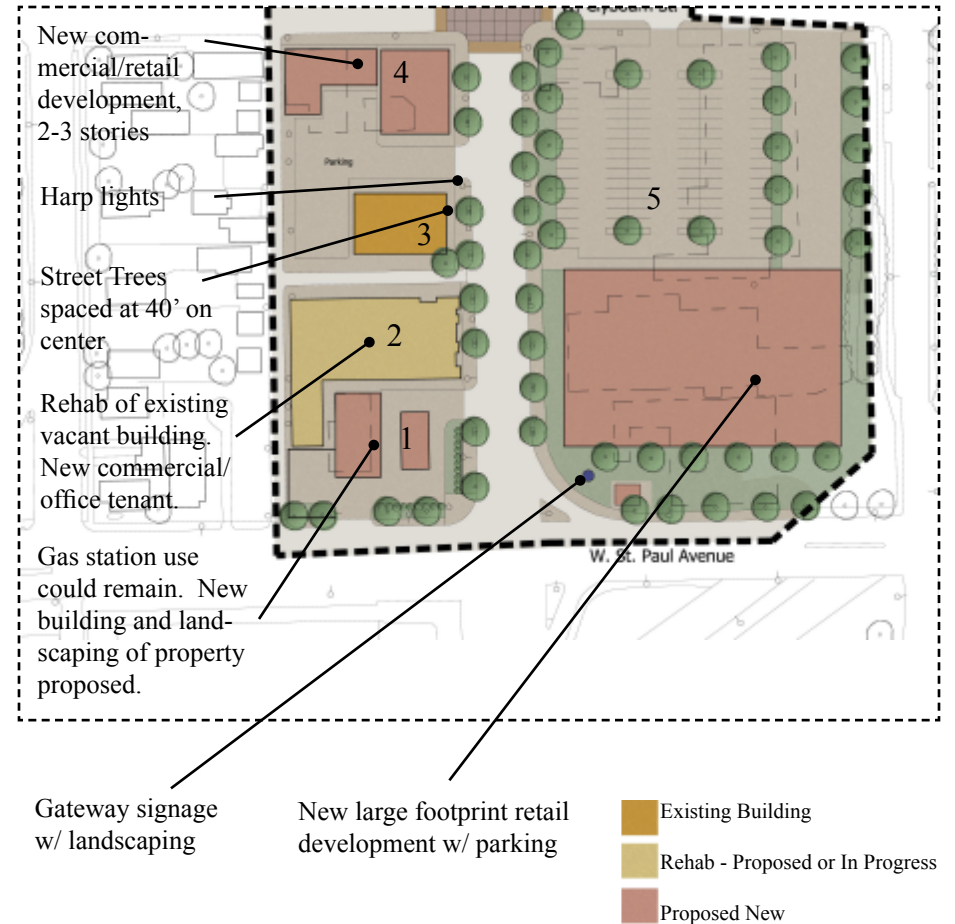 New com-
mercial/retail
development,
2-3 stories
Harp lights
Street Trees
spaced at 40’ on
center
Rehab of existing
vacant building.
New commercial/
office tenant.
Gas station use
could remain. New
building and land-
scaping of property
proposed.
4
Parking
3
5
2
1
W. St. Paul Avenue
Gateway signage
w/ landscaping
New large footprint retail
development w/ parking
Existing Building
Rehab - Proposed or In Progress
Proposed New